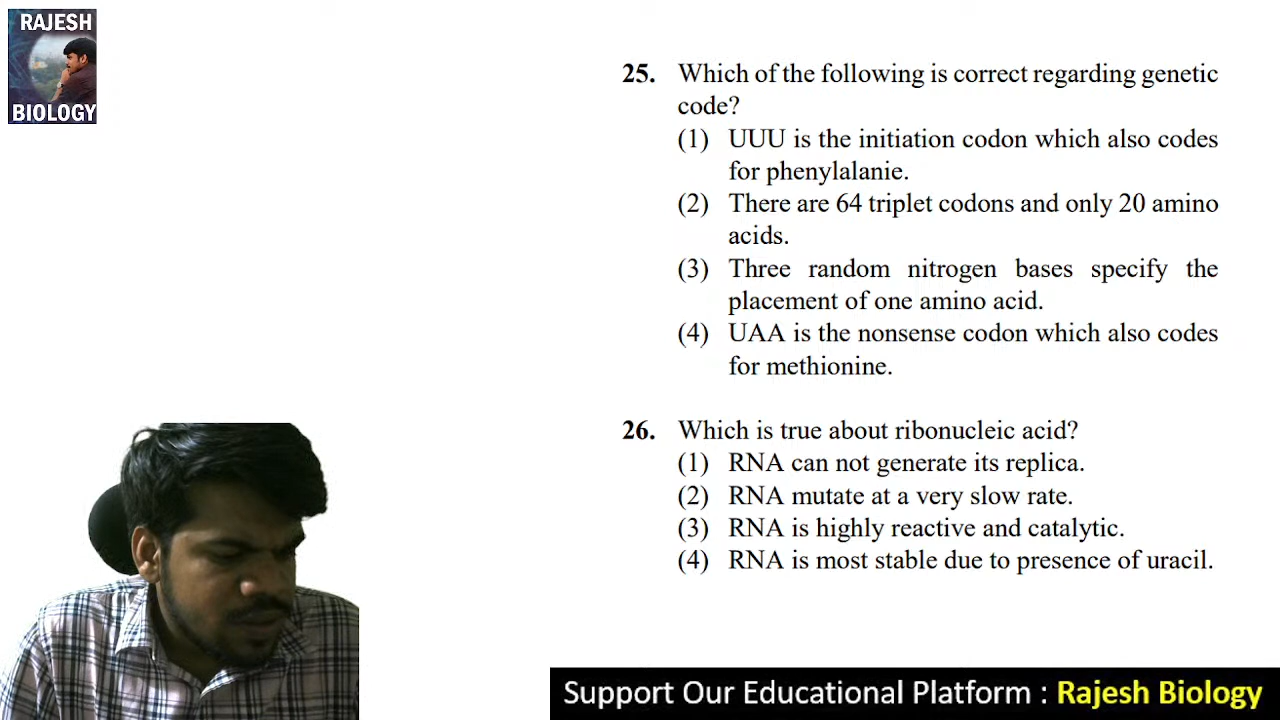 RAJESH
BIOLOGY
25. Which of the following is correct regarding genetic
code?
(1) UUU is the initiation codon which also codes
for phenylalanie.
(2) There are 64 triplet codons and only 20 amino
acids.
(3) Three random nitrogen bases specify the
placement of one amino acid.
(4) UAA is the nonsense codon which also codes
for methionine.
26. Which is true about ribonucleic acid?
(1) RNA can not generate its replica.
(2) RNA mutate at a very slow rate.
(3) RNA is highly reactive and catalytic.
(4) RNA is most stable due to presence of uracil.
Support Our Educational Platform : Rajesh Biology